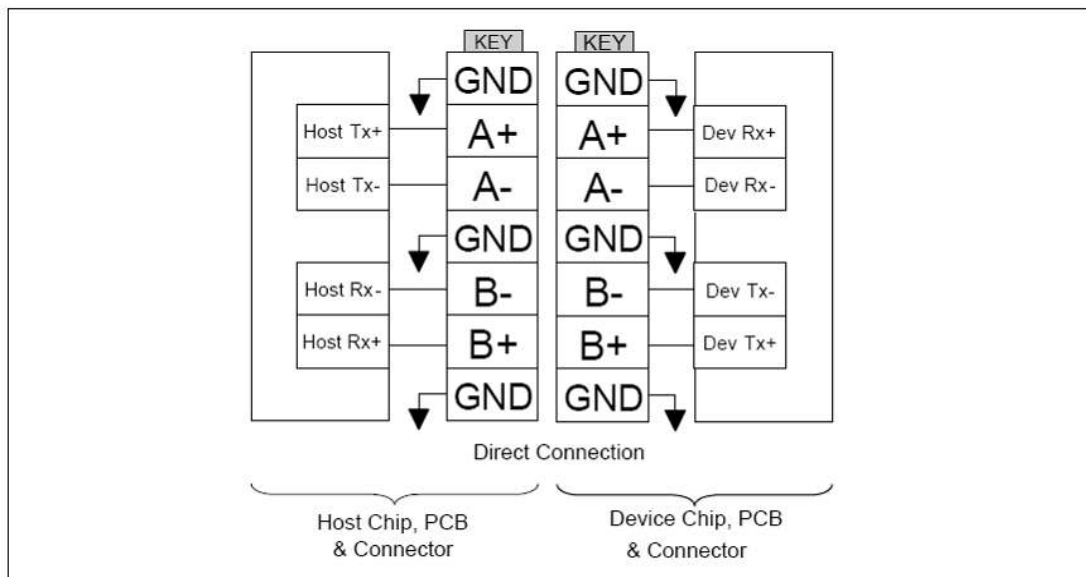 KEY KEY
GND GND
Host Tx+ A+ A+ Dev Rx+
Host Tx- A- A- Dev Rx-
GND GND
Host Rx- B- B- Dev Tx-
Host Rx+ B+ B+ Dev Tx+
GND GND
Direct Connection
Host Chip, PCB
& Connector
Device Chip, PCB
& Connector